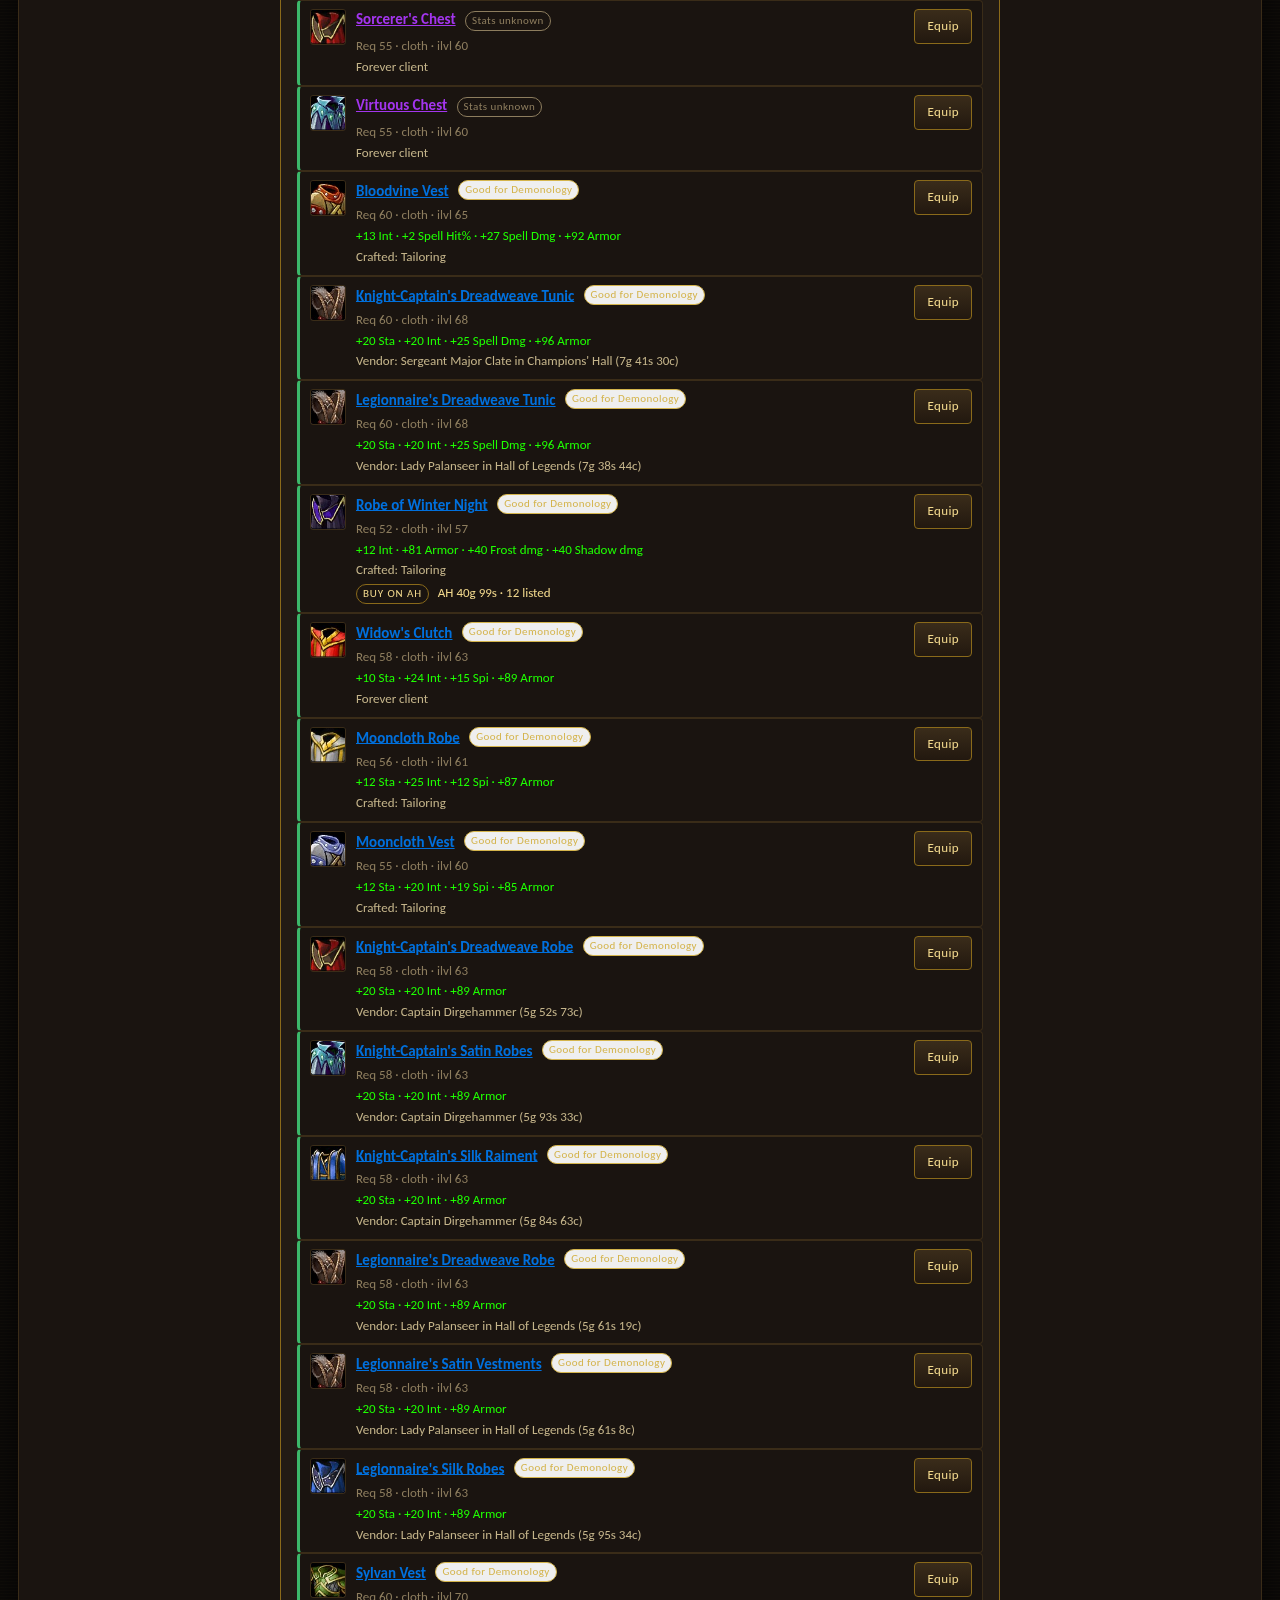 Sorcerer's Chest Stats unknown
Equip
Req 55 · cloth · ilvl 60
Forever client
Virtuous Chest Stats unknown
Equip
Req 55 · cloth · ilvl 60
Forever client
Bloodvine Vest Good for Demonology
Equip
Req 60 · cloth · ilvl 65
+13 Int · +2 Spell Hit% · +27 Spell Dmg · +92 Armor
Crafted: Tailoring
Knight-Captain's Dreadweave Tunic Good for Demonology
Equip
Req 60 · cloth · ilvl 68
+20 Sta · +20 Int · +25 Spell Dmg · +96 Armor
Vendor: Sergeant Major Clate in Champions' Hall (7g 41s 30c)
Legionnaire's Dreadweave Tunic Good for Demonology
Equip
Req 60 · cloth · ilvl 68
+20 Sta · +20 Int · +25 Spell Dmg · +96 Armor
Vendor: Lady Palanseer in Hall of Legends (7g 38s 44c)
Robe of Winter Night Good for Demonology
Equip
Req 52 · cloth · ilvl 57
+12 Int · +81 Armor · +40 Frost dmg · +40 Shadow dmg
Crafted: Tailoring
BUY ON AH AH 40g 99s · 12 listed
Widow's Clutch Good for Demonology
Equip
Req 58 · cloth · ilvl 63
+10 Sta · +24 Int · +15 Spi · +89 Armor
Forever client
Mooncloth Robe Good for Demonology
Equip
Req 56 · cloth · ilvl 61
+12 Sta · +25 Int · +12 Spi · +87 Armor
Crafted: Tailoring
Mooncloth Vest Good for Demonology
Equip
Req 55 · cloth · ilvl 60
+12 Sta · +20 Int · +19 Spi · +85 Armor
Crafted: Tailoring
Knight-Captain's Dreadweave Robe Good for Demonology
Equip
Req 58 · cloth · ilvl 63
+20 Sta · +20 Int · +89 Armor
Vendor: Captain Dirgehammer (5g 52s 73c)
Knight-Captain's Satin Robes Good for Demonology
Equip
Req 58 · cloth · ilvl 63
+20 Sta · +20 Int · +89 Armor
Vendor: Captain Dirgehammer (5g 93s 33c)
Knight-Captain's Silk Raiment Good for Demonology
Equip
Req 58 · cloth · ilvl 63
+20 Sta · +20 Int · +89 Armor
Vendor: Captain Dirgehammer (5g 84s 63c)
Legionnaire's Dreadweave Robe Good for Demonology
Equip
Req 58 · cloth · ilvl 63
+20 Sta · +20 Int · +89 Armor
Vendor: Lady Palanseer in Hall of Legends (5g 61s 19c)
Legionnaire's Satin Vestments Good for Demonology
Equip
Req 58 · cloth · ilvl 63
+20 Sta · +20 Int · +89 Armor
Vendor: Lady Palanseer in Hall of Legends (5g 61s 8c)
Legionnaire's Silk Robes Good for Demonology
Equip
Req 58 · cloth · ilvl 63
+20 Sta · +20 Int · +89 Armor
Vendor: Lady Palanseer in Hall of Legends (5g 95s 34c)
Sylvan Vest Good for Demonology
Equip
Req 60 · cloth · ilvl 70